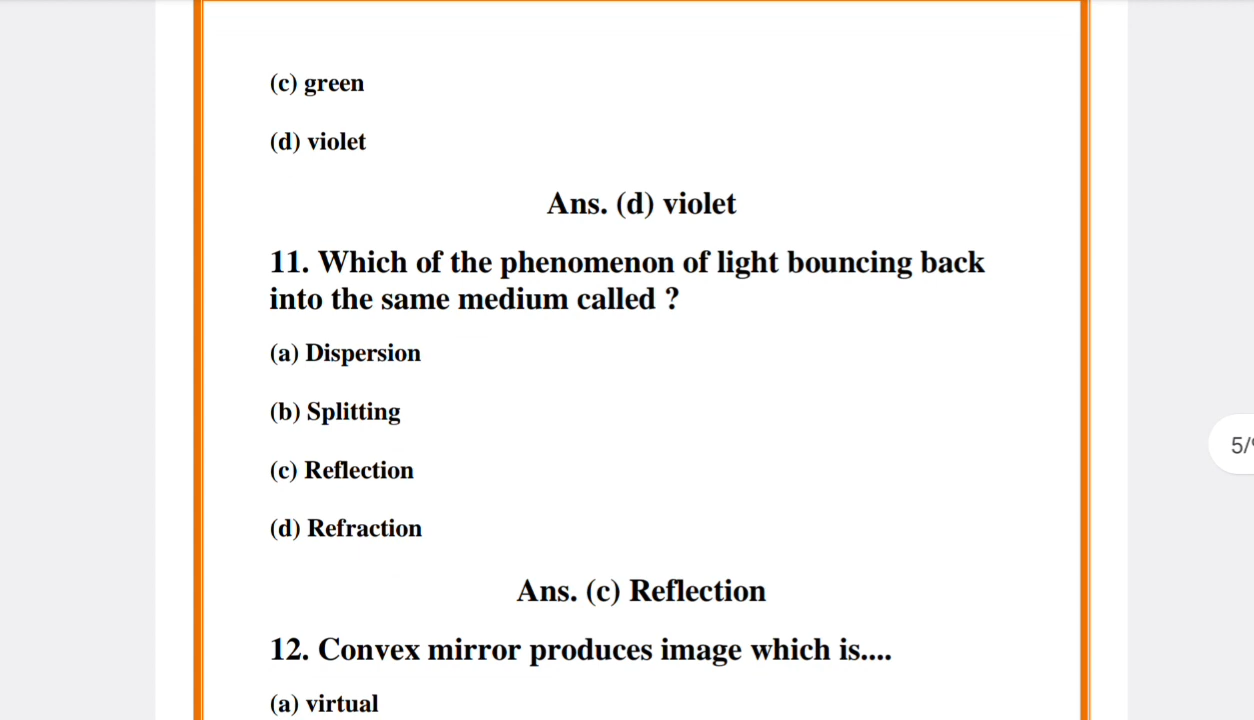 (c) green
(d) violet
Ans. (d) violet
11. Which of the phenomenon of light bouncing back
into the same medium called ?
(a) Dispersion
(b) Splitting
(c) Reflection
(d) Refraction
Ans. (c) Reflection
12. Convex mirror produces image which is....
(a) virtual
5/